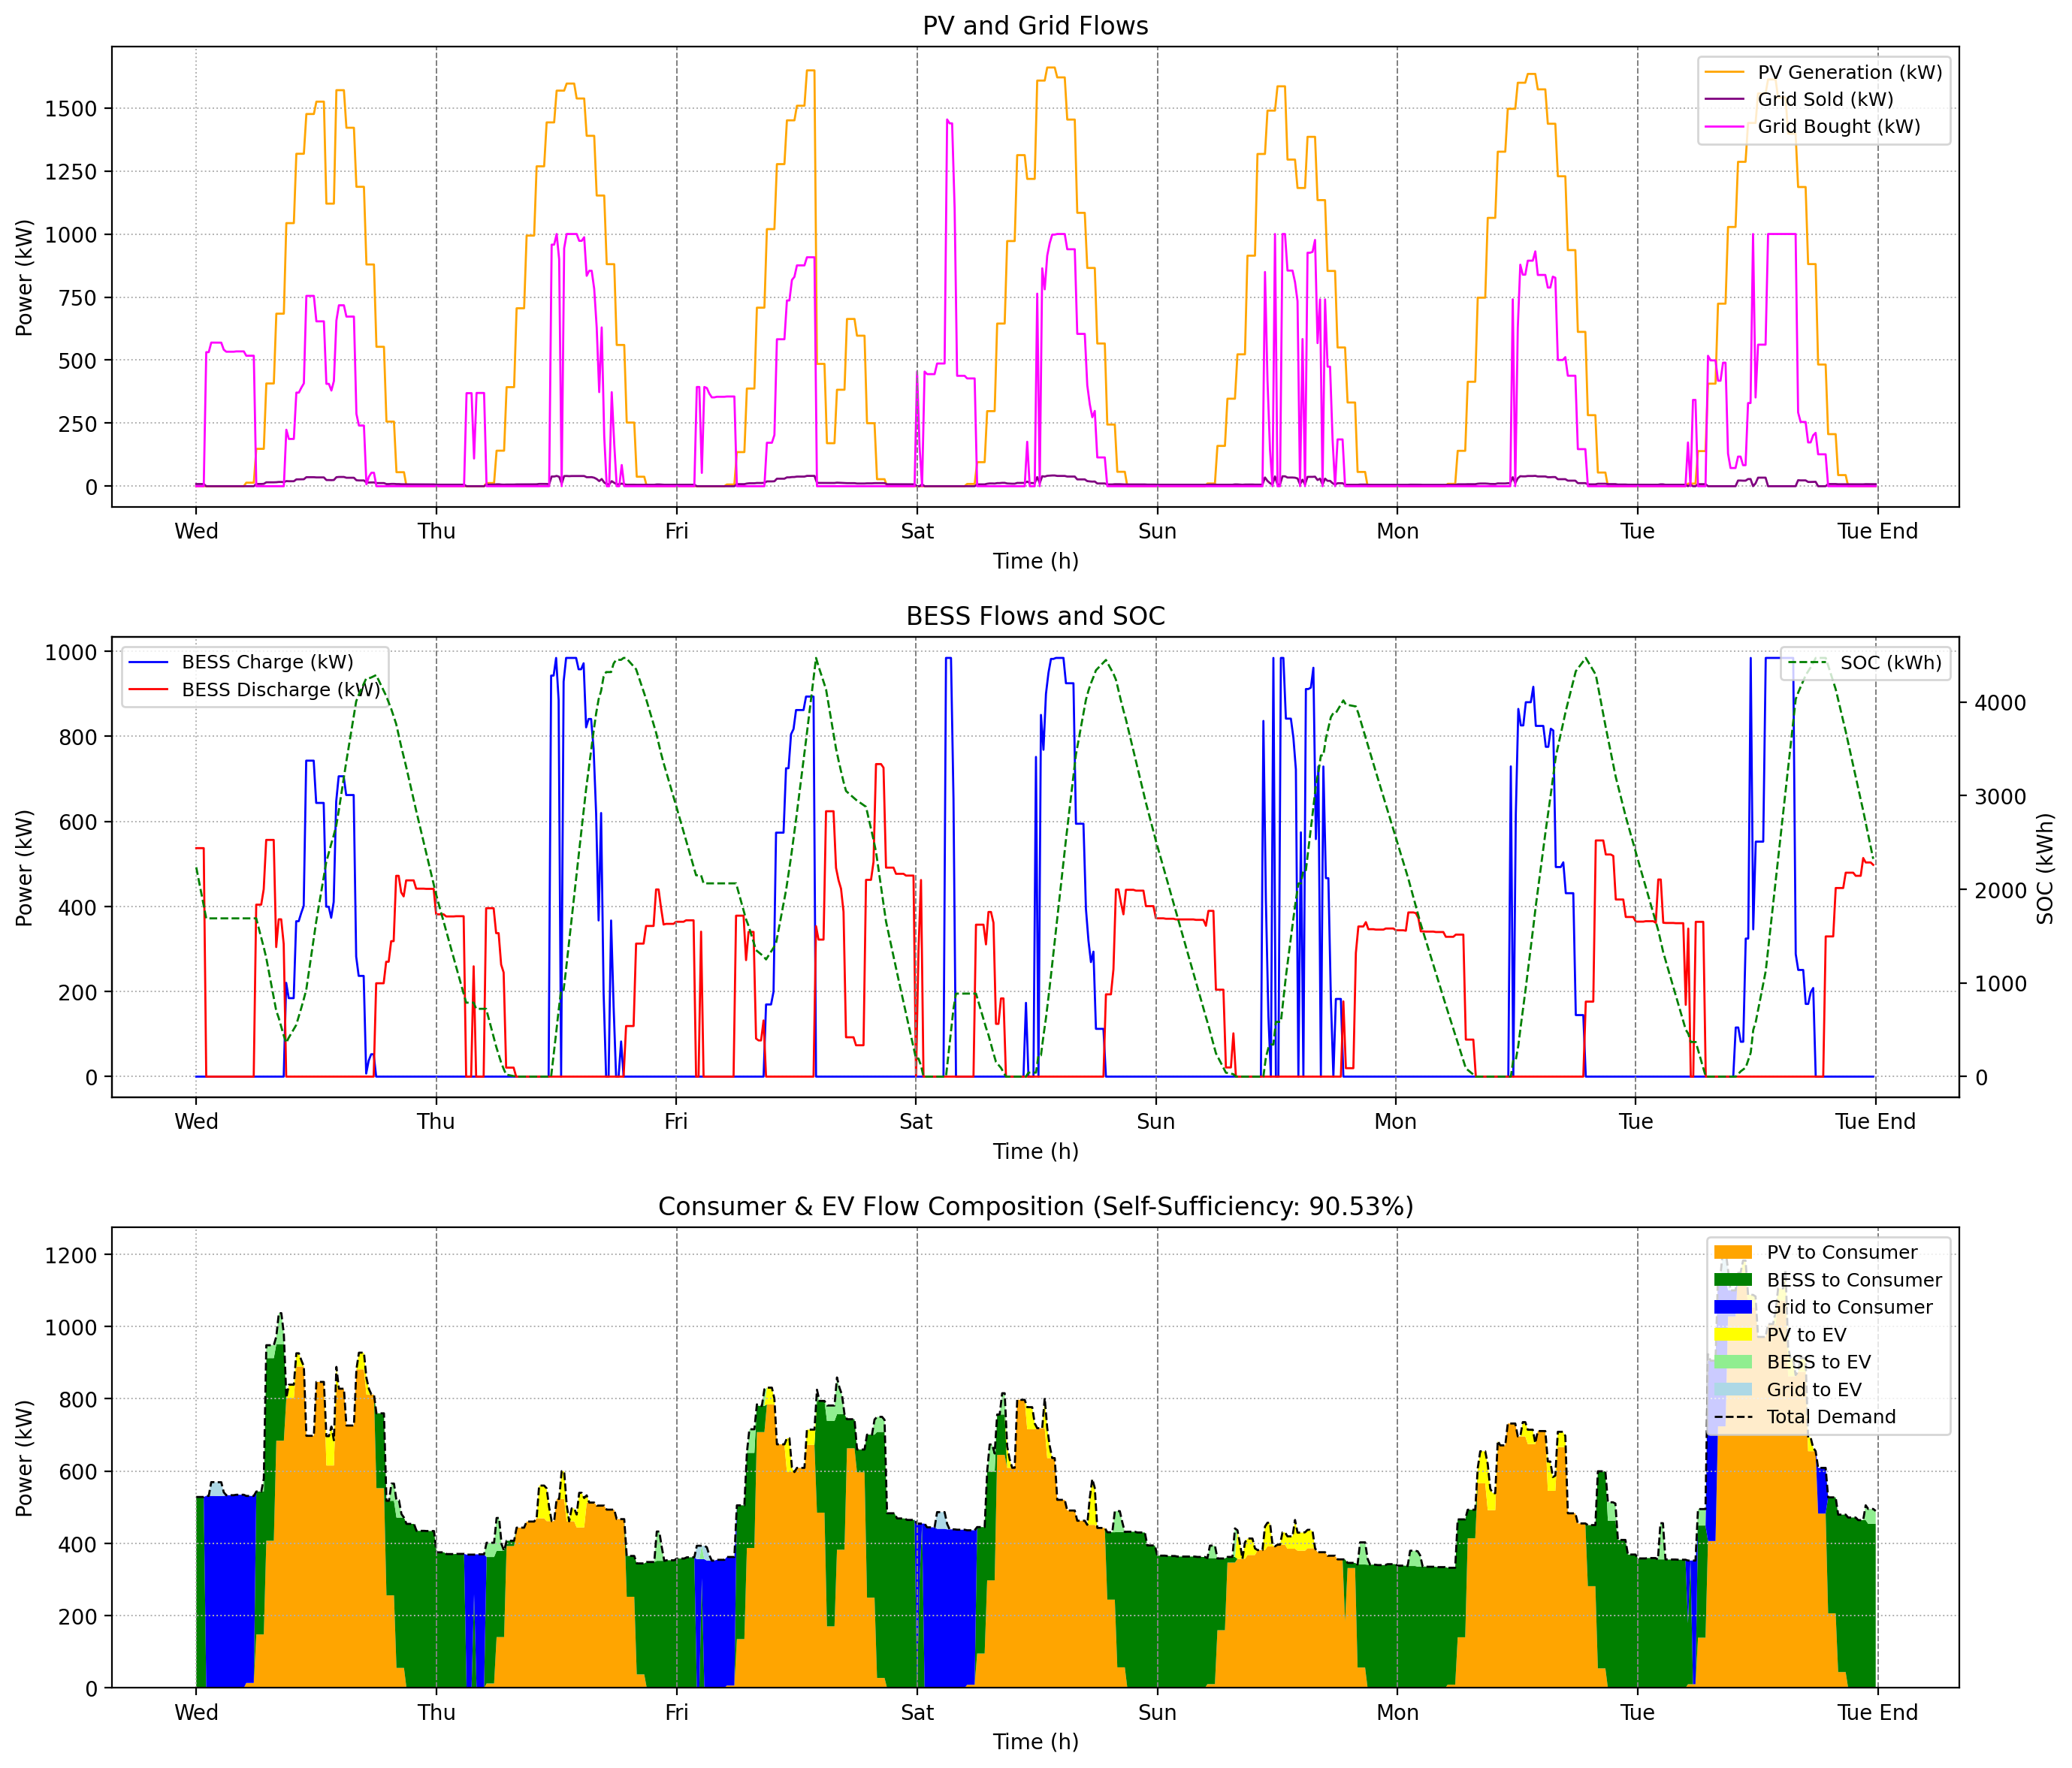 PV and Grid Flows
PV Generation (kW)
Grid Sold (kW)
Grid Bought (kW)
Power (kW)
1500
1250
1000
750
500
250
0
Wed Thu Fri Sat Sun Mon Tue Tue End
Time (h)
BESS Flows and SOC
BESS Charge (kW)
BESS Discharge (kW)
SOC (kWh)
Power (kW)
1000
800
600
400
200
0
4000
3000
2000
1000
0
SOC (kWh)
Wed Thu Fri Sat Sun Mon Tue Tue End
Time (h)
Consumer & EV Flow Composition (Self-Sufficiency: 90.53%)
PV to Consumer
BESS to Consumer
Grid to Consumer
PV to EV
BESS to EV
Grid to EV
Total Demand
Power (kW)
1200
1000
800
600
400
200
0
Wed Thu Fri Sat Sun Mon Tue Tue End
Time (h)